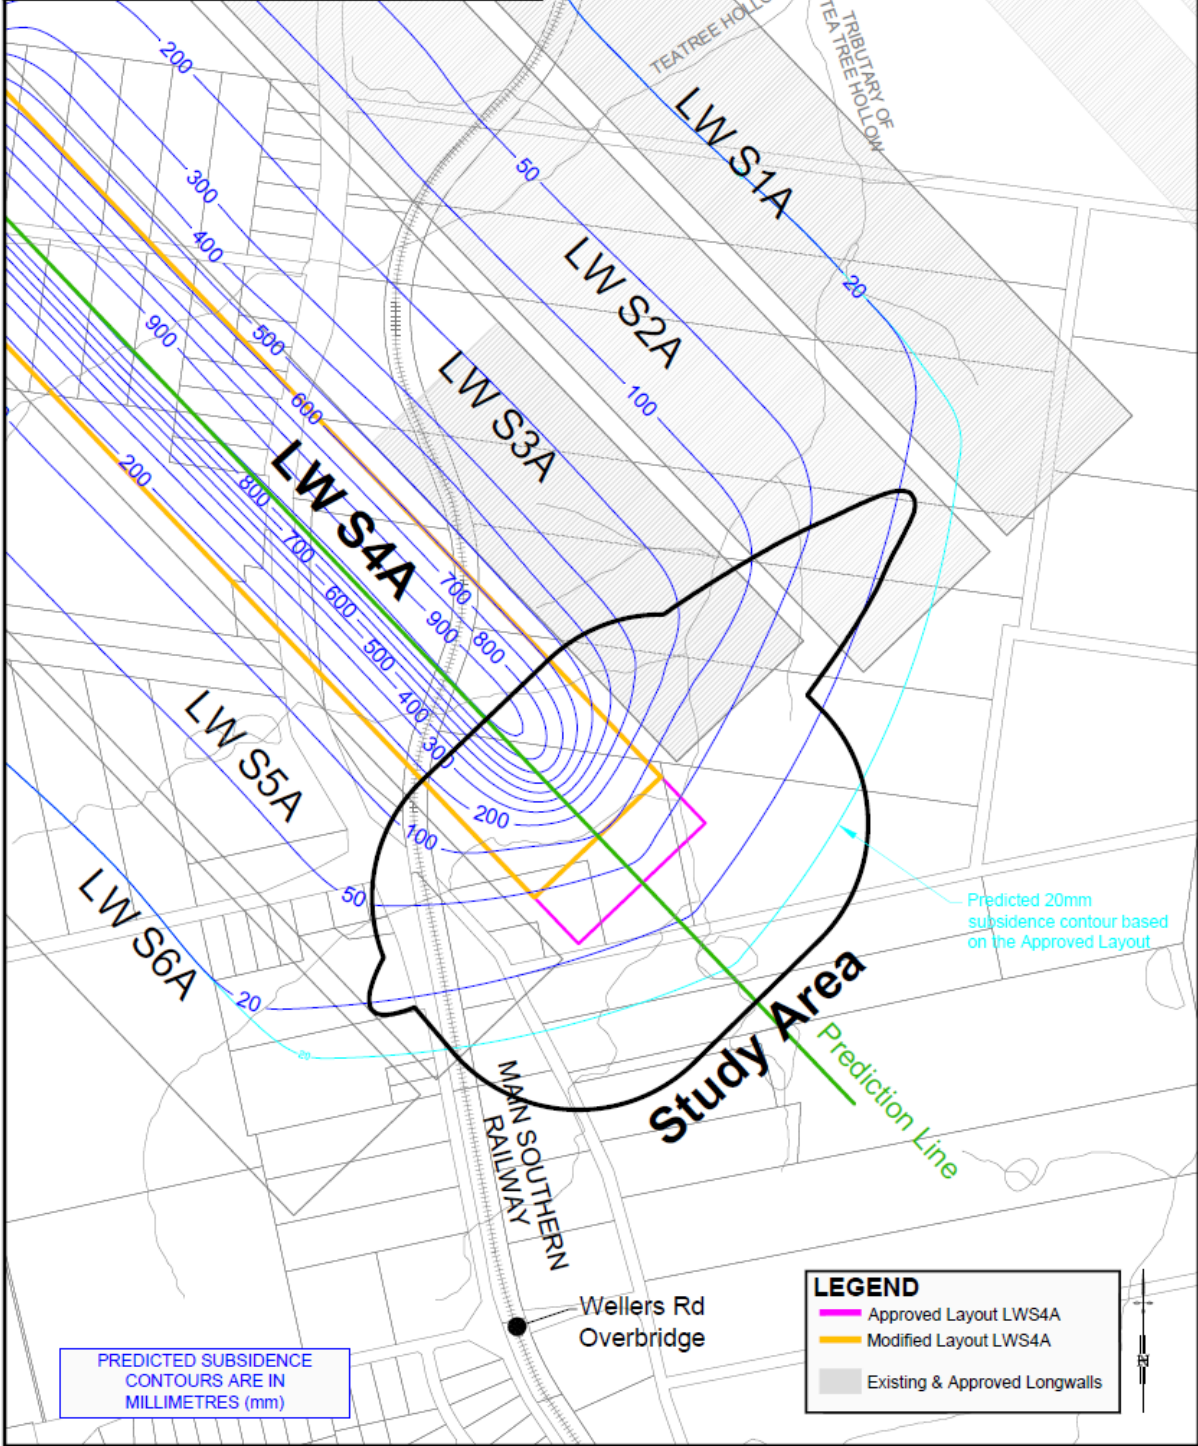 TEATREE HOLLO
TRIBUTARY OF
TEA TREE HOLLOW
200
300
400
500
600
900
50
100
20
LW S1A
LW S2A
LW S3A
LW S4A
200
800
700
600
500
400
300
700
900
800
200
100
50
20
20
LW S5A
LW S6A
Predicted 20mm
subsidence contour based
on the Approved Layout
Study Area
Prediction Line
MAIN SOUTHERN
RAILWAY
Wellers Rd
Overbridge
PREDICTED SUBSIDENCE
CONTOURS ARE IN
MILLIMETRES (mm)
LEGEND
Approved Layout LWS4A
Modified Layout LWS4A
Existing & Approved Longwalls
N